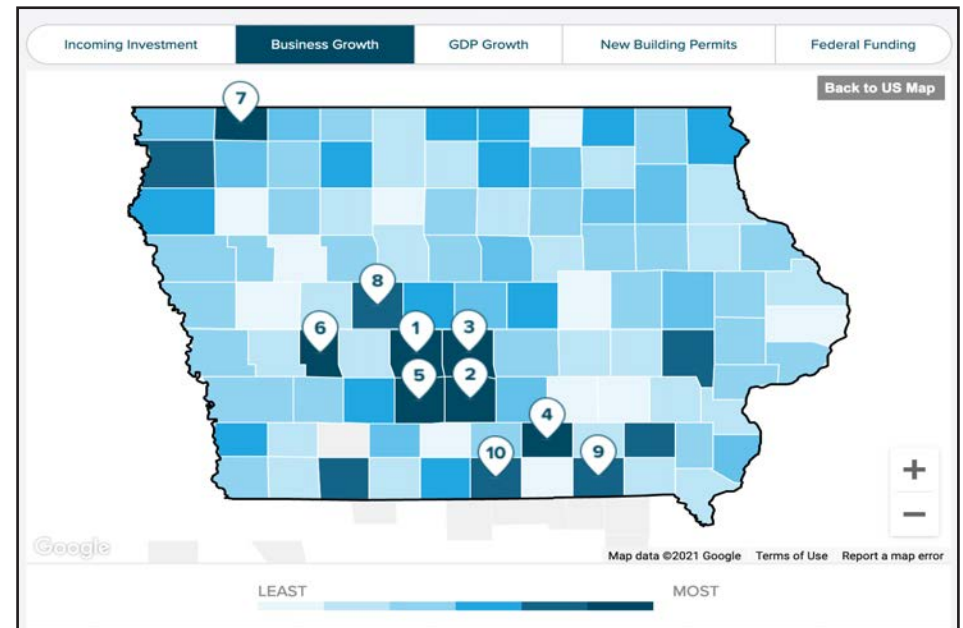 Incoming Investment Business Growth GDP Growth New Building Permits Federal Funding
Back to US Map
7
8
6 1 3
5 2
4
10 9
+
−
Google
Map data ©2021 Google Terms of Use Report a map error
LEAST MOST